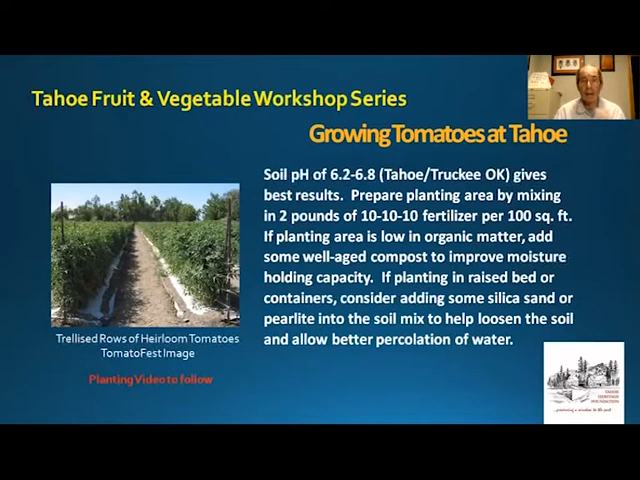 Tahoe Fruit & Vegetable Workshop Series
Growing Tomatoes at Tahoe
Soil pH of 6.2-6.8 (Tahoe/Truckee OK) gives
best results. Prepare planting area by mixing
in 2 pounds of 10-10-10 fertilizer per 100 sq. ft.
If planting area is low in organic matter, add
some well-aged compost to improve moisture
holding capacity. If planting in raised bed or
containers, consider adding some silica sand or
pearlite into the soil mix to help loosen the soil
and allow better percolation of water.
Trellised Rows of Heirloom Tomatoes
TomatoFest Image
Planting Video to follow
TAHOE
HERITAGE
FOUNDATION